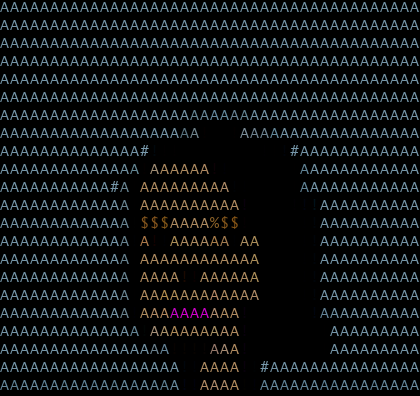 AAAAAAAAAAAAAAAAAAAAAAAAAAAAAAAAAAAAAAAAAA
AAAAAAAAAAAAAAAAAAAAAAAAAAAAAAAAAAAAAAAAAA
AAAAAAAAAAAAAAAAAAAAAAAAAAAAAAAAAAAAAAAAAA
AAAAAAAAAAAAAAAAAAAAAAAAAAAAAAAAAAAAAAAAAA
AAAAAAAAAAAAAAAAAAAAAAAAAAAAAAAAAAAAAAAAAA
AAAAAAAAAAAAAAAAAAAAAAAAAAAAAAAAAAAAAAAAAA
AAAAAAAAAAAAAAAAAAAAAAAAAAAAAAAAAAAAAAAAAA
AAAAAAAAAAAAAAAAAAAA    AAAAAAAAAAAAAAAAAA
AAAAAAAAAAAAAA#              #AAAAAAAAAAAA
AAAAAAAAAAAAAA AAAAAA         AAAAAAAAAAAA
AAAAAAAAAAA#A AAAAAAAAA       AAAAAAAAAAAA
AAAAAAAAAAAAA AAAAAAAAAA        AAAAAAAAAA
AAAAAAAAAAAAA $$$AAAA%$$        AAAAAAAAAA
AAAAAAAAAAAAA A  AAAAAA AA      AAAAAAAAAA
AAAAAAAAAAAAA AAAAAAAAAAAA      AAAAAAAAAA
AAAAAAAAAAAAA AAAA  AAAAAA      AAAAAAAAAA
AAAAAAAAAAAAA AAAAAAAAAAAA      AAAAAAAAAA
AAAAAAAAAAAAA AAAAAAAAAA        AAAAAAAAAA
AAAAAAAAAAAAAA AAAAAAAAA         AAAAAAAAA
AAAAAAAAAAAAAAAAA    AAA         AAAAAAAAA
AAAAAAAAAAAAAAAAAA  AAAA  #AAAAAAAAAAAAAAA
AAAAAAAAAAAAAAAAAA  AAAA  AAAAAAAAAAAAAAAA